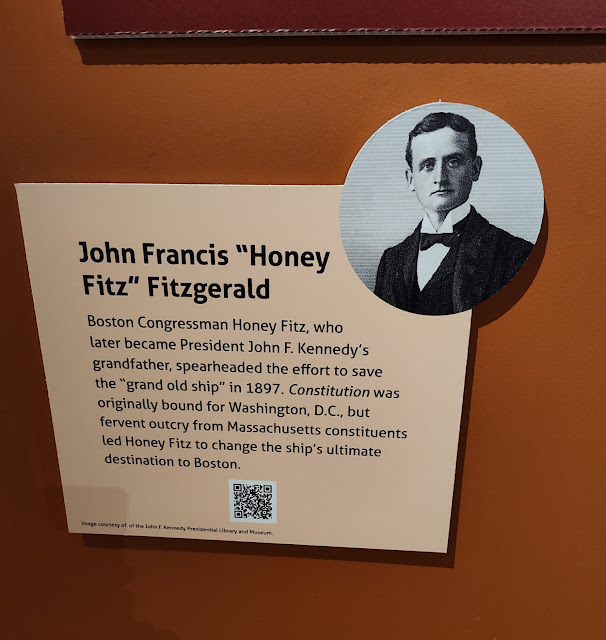 John Francis “Honey
Fitz” Fitzgerald
Boston Congressman Honey Fitz, who
later became President John F. Kennedy’s
grandfather, spearheaded the effort to save
the “grand old ship” in 1897. Constitution was
originally bound for Washington, D.C., but
fervent outcry from Massachusetts constituents
led Honey Fitz to change the ship’s ultimate
destination to Boston.
Image courtesy of. of the John F. Kennedy Presidential Library and Museum.